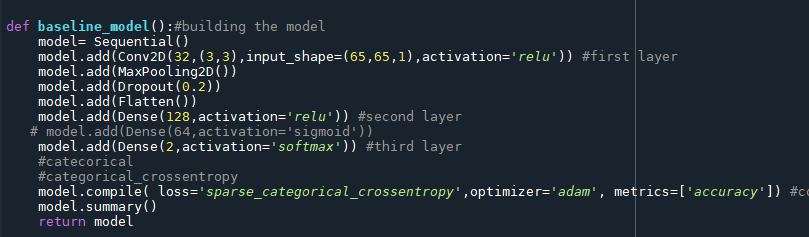 def baseline_model():#building the model
model= Sequential()
model.add(Conv2D(32,(3,3),input_shape=(65,65,1),activation='relu')) #first layer
model.add(MaxPooling2D())
model.add(Dropout(0.2))
model.add(Flatten())
model.add(Dense(128,activation='relu')) #second layer
# model.add(Dense(64,activation='sigmoid'))
model.add(Dense(2,activation='softmax')) #third layer
#catecorical
#categorical_crossentropy
model.compile( loss='sparse_categorical_crossentropy',optimizer='adam', metrics=['accuracy'])
model.summary()
return model